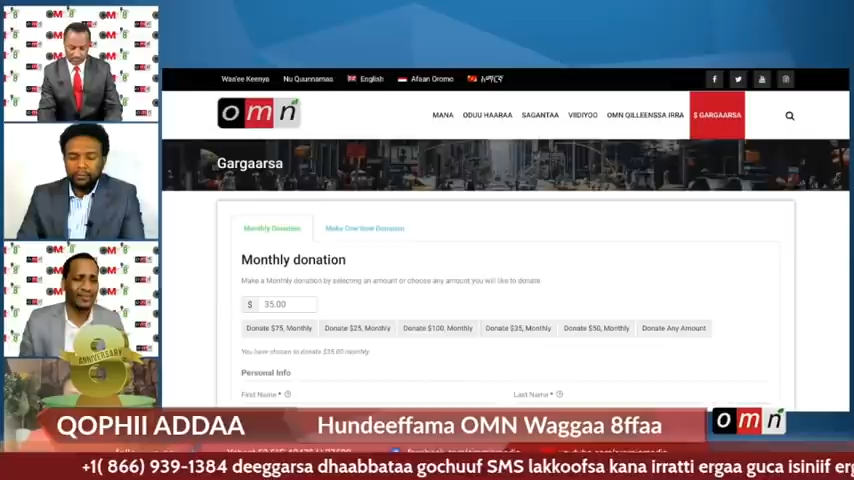 Wan'ee Keenya Nu Quunnamaa English Afaan Oromo አማርኛ
omn MANA ODUU HAARAA SAGANTAA VIIDIYOO OMN QILLEENSSA IRRA $ GARGAARSA
Gargaarsa
Monthly Donation Make One time Donation
Monthly donation
Make a Monthly donation by selecting an amount or choose any amount you will like to donate
$ 35.00
Donate $75, Monthly Donate $25, Monthly Donate $100, Monthly Donate $35, Monthly Donate $50, Monthly Donate Any Amount
You have chosen to donate $35.00 monthly
Personal Info
First Name * Last Name *
8
ANNIVERSARY
QOPHII ADDAA Hundeeffama OMN Waggaa 8ffaa omn
+1( 866) 939-1384 deeggarsa dhaabbataa gochuuf SMS lakkoofsa kana irratti ergaa guca isiniif erg